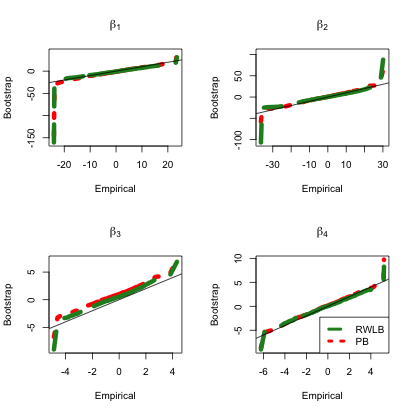 β1
β2
Bootstrap
0
-50
-150
-20
-10
0
10
20
Empirical
Bootstrap
50
0
-100
-30
-10
0
10
30
Empirical
β3
β4
Bootstrap
5
0
-5
-4
-2
0
2
4
Empirical
Bootstrap
10
5
0
-5
-6
-4
-2
0
2
4
Empirical
RWLB
PB